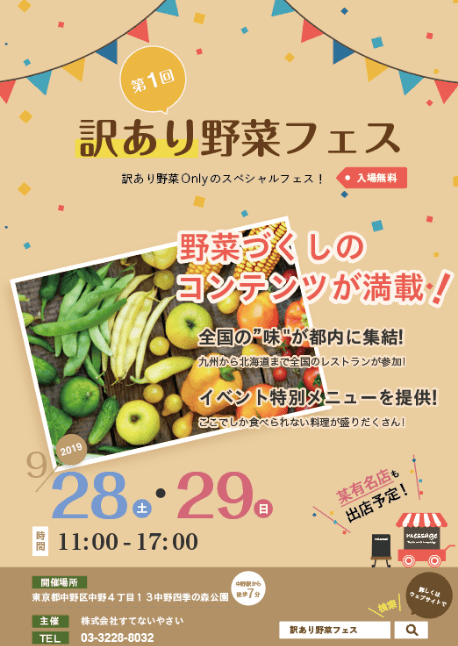 第1回
訳あり野菜フェス
訳あり野菜Onlyのスペシャルフェス！
入場無料
野菜づくしの
コンテンツが満載！
全国の”味"が都内に集結!
九州から北海道まで全国のレストランが参加!
イベント特別メニューを提供!
ここでしか食べられない料理が盛りだくさん！
2019
9/28土・29日
時間 11:00 - 17:00
某有名店も
出店予定！
message
message
開催場所
東京都中野区中野４丁目１３中野四季の森公園
中野駅から
徒歩7分
主催 株式会社すてないやさい
TEL 03-3228-8032
詳しくは
ウェブサイトで
検索
訳あり野菜フェス